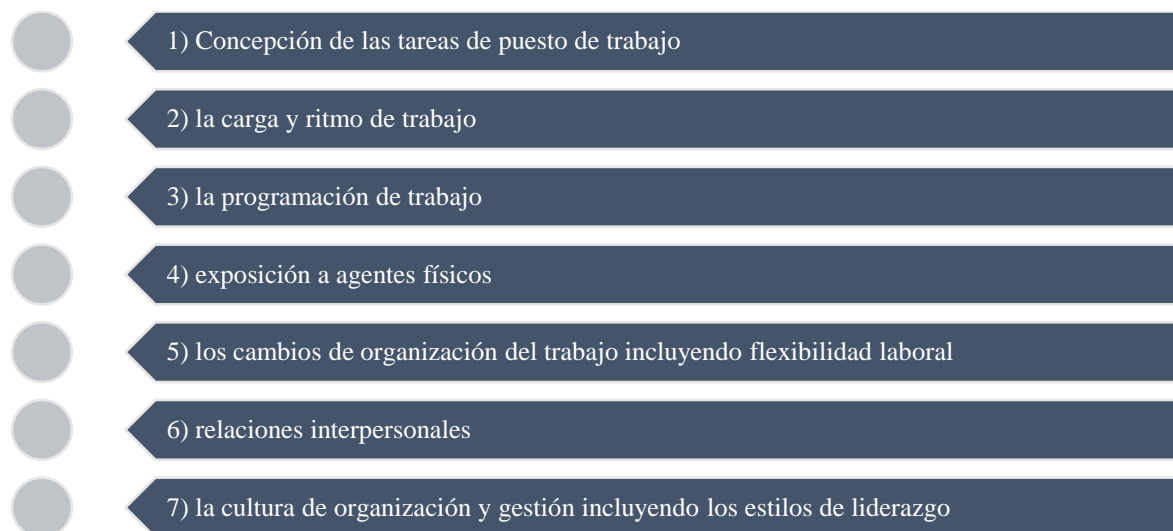 1) Concepción de las tareas de puesto de trabajo
2) la carga y ritmo de trabajo
3) la programación de trabajo
4) exposición a agentes físicos
5) los cambios de organización del trabajo incluyendo flexibilidad laboral
6) relaciones interpersonales
7) la cultura de organización y gestión incluyendo los estilos de liderazgo